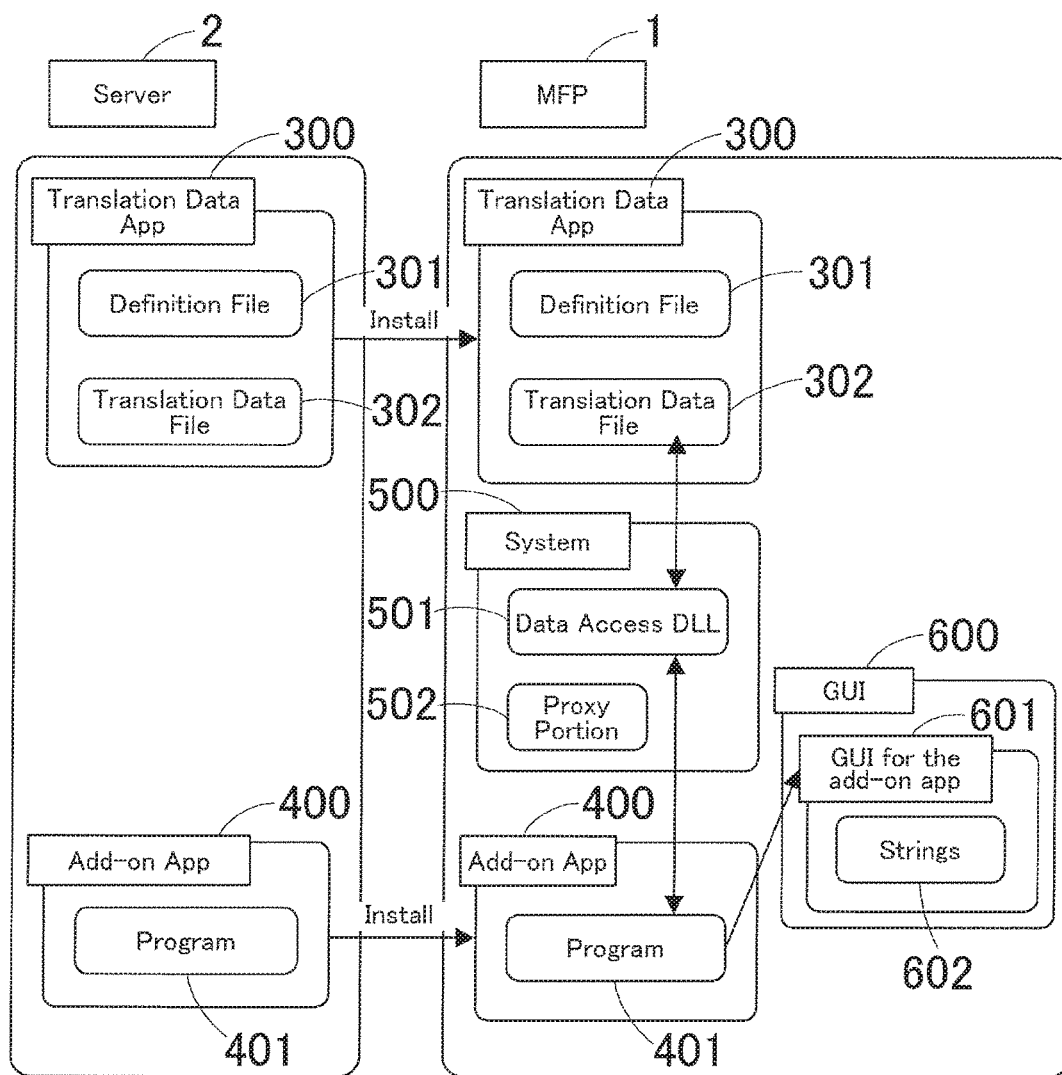 2
1
Server
MFP
300
300
Translation Data
App
Translation Data
App
301
301
Definition File
Definition File
Install
302
302
Translation Data
File
Translation Data
File
500
System
501
Data Access DLL
600
GUI
502
Proxy
Portion
601
GUI for the
add-on app
400
400
Add-on App
Add-on App
Strings
Install
Program
Program
602
401
401